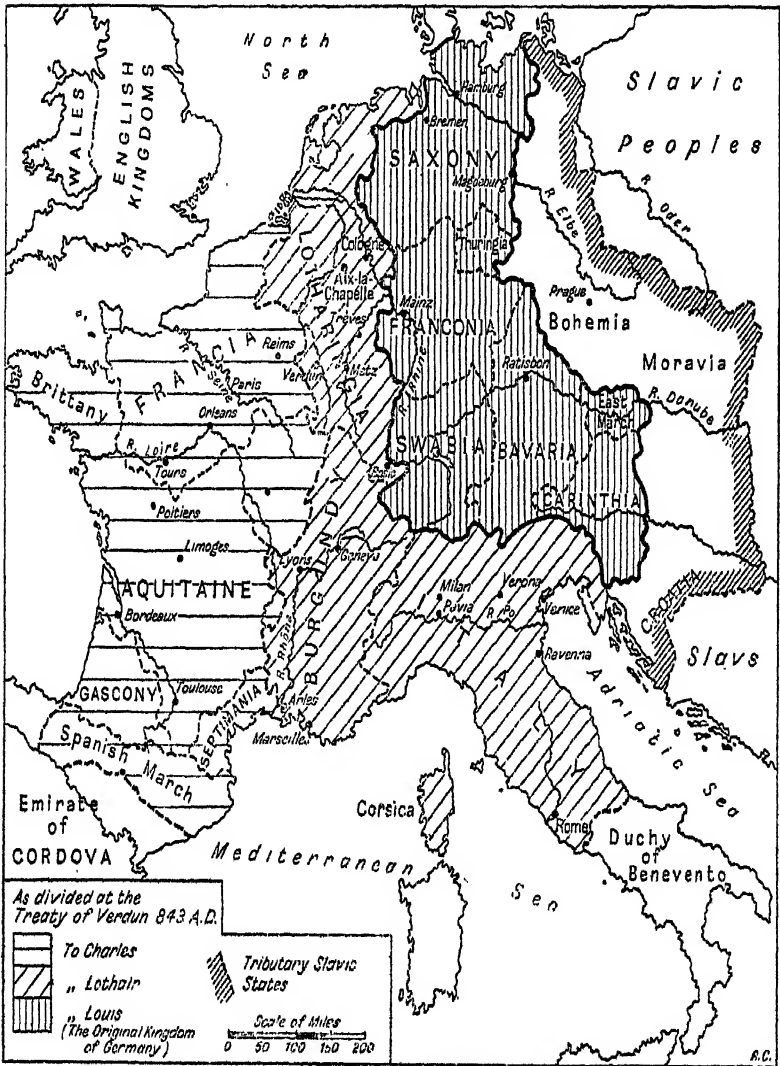 North
Sea
WALES
ENGLISH
KINGDOMS
Slavic
Peoples
Hamburg
Bremen
SAXONY
Magdeburg
R. Elbe
R. Oder
Thuringia
Cologne
Aix-la-
Chapelle
Treves
LOTHARINGIA
Mainz
FRANCONIA
Prague
Bohemia
Moravia
FRANCIA
Reims
R. Seine
Verdun
Metz
Paris
Brittany
Orleans
R. Rhine
Ratisbon
East
March
R. Danube
R. Loire
Tours
SWABIA
BAVARIA
Basle
CARINTHIA
Poitiers
Limoges
Lyons
Geneva
BURGUNDY
AQUITAINE
Bordeaux
R. Rhône
Milan
Verona
Pavia
R. Po
Venice
CROATIA
Slavs
Ravenna
ITALY
Adriatic Sea
GASCONY
Toulouse
SEPTIMANIA
Arles
Marseille
Spanish
March
Emirate
of
CORDOVA
Corsica
Rome
Duchy
of
Benevento
Mediterranean
Sea
As divided at the
Treaty of Verdun 843 A.D.
To Charles
„ Lothair
„ Louis
(The Original Kingdom
of Germany)
Tributary Slavic
States
Scale of Miles
0 50 100 150 200